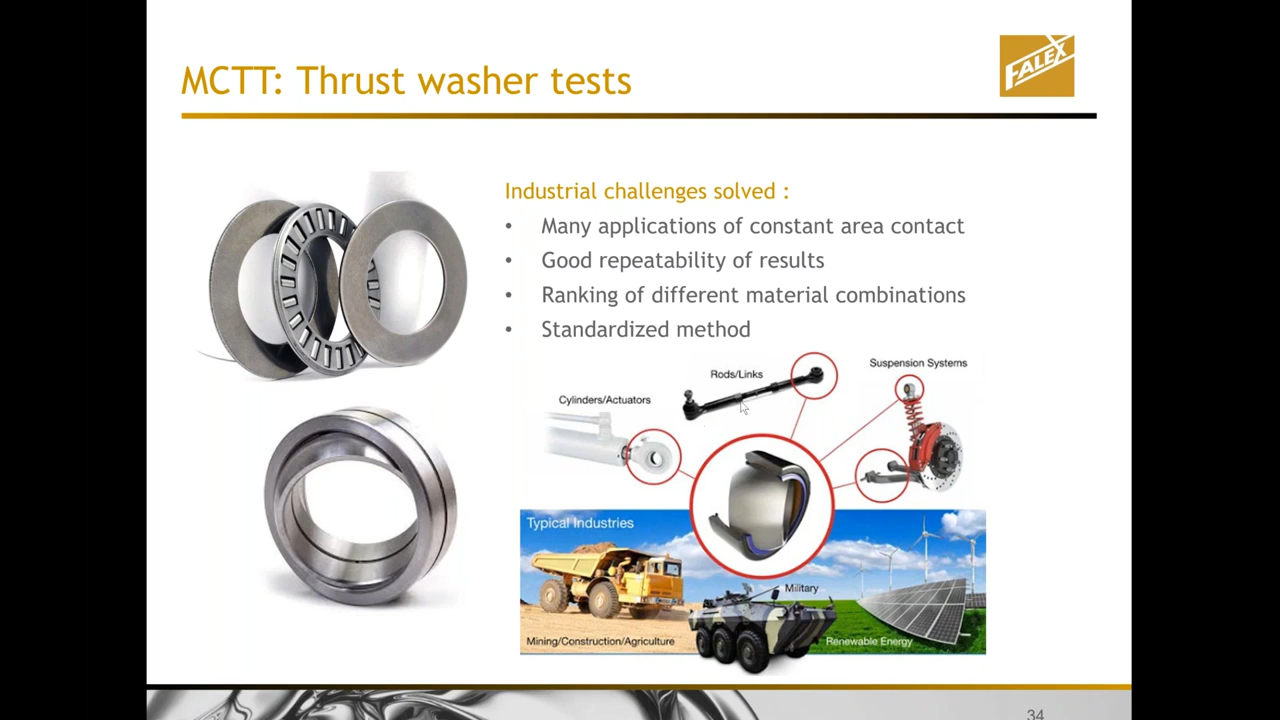 MCTT: Thrust washer tests
FALEX
Industrial challenges solved :
• Many applications of constant area contact
• Good repeatability of results
• Ranking of different material combinations
• Standardized method
Suspension Systems
Rods/Links
Cylinders/Actuators
Typical Industries
Military
Mining/Construction/Agriculture
Renewable Energy
34